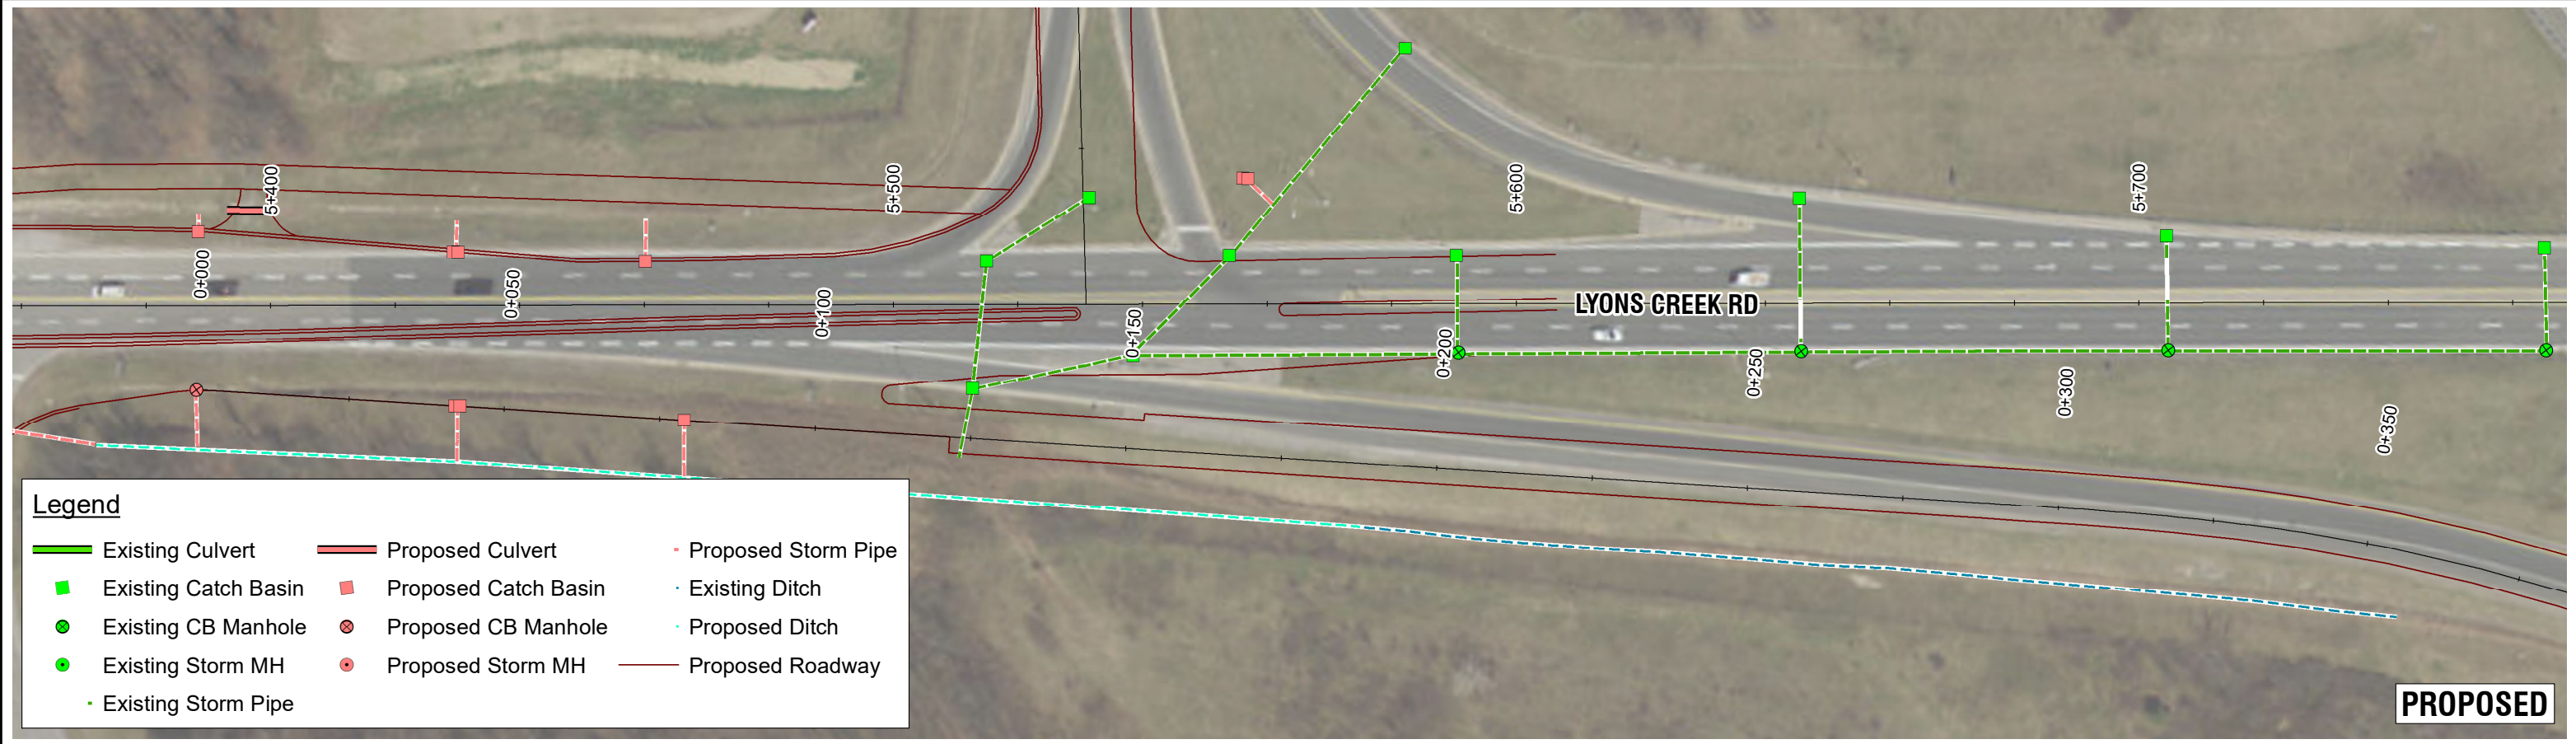 5+400
5+500
5+600
5+700
0+000
0+050
0+100
0+150
0+200
0+250
0+300
0+350
LYONS CREEK RD
Legend
Existing Culvert
Proposed Culvert
Proposed Storm Pipe
Existing Catch Basin
Proposed Catch Basin
Existing Ditch
Existing CB Manhole
Proposed CB Manhole
Proposed Ditch
Existing Storm MH
Proposed Storm MH
Proposed Roadway
Existing Storm Pipe
PROPOSED